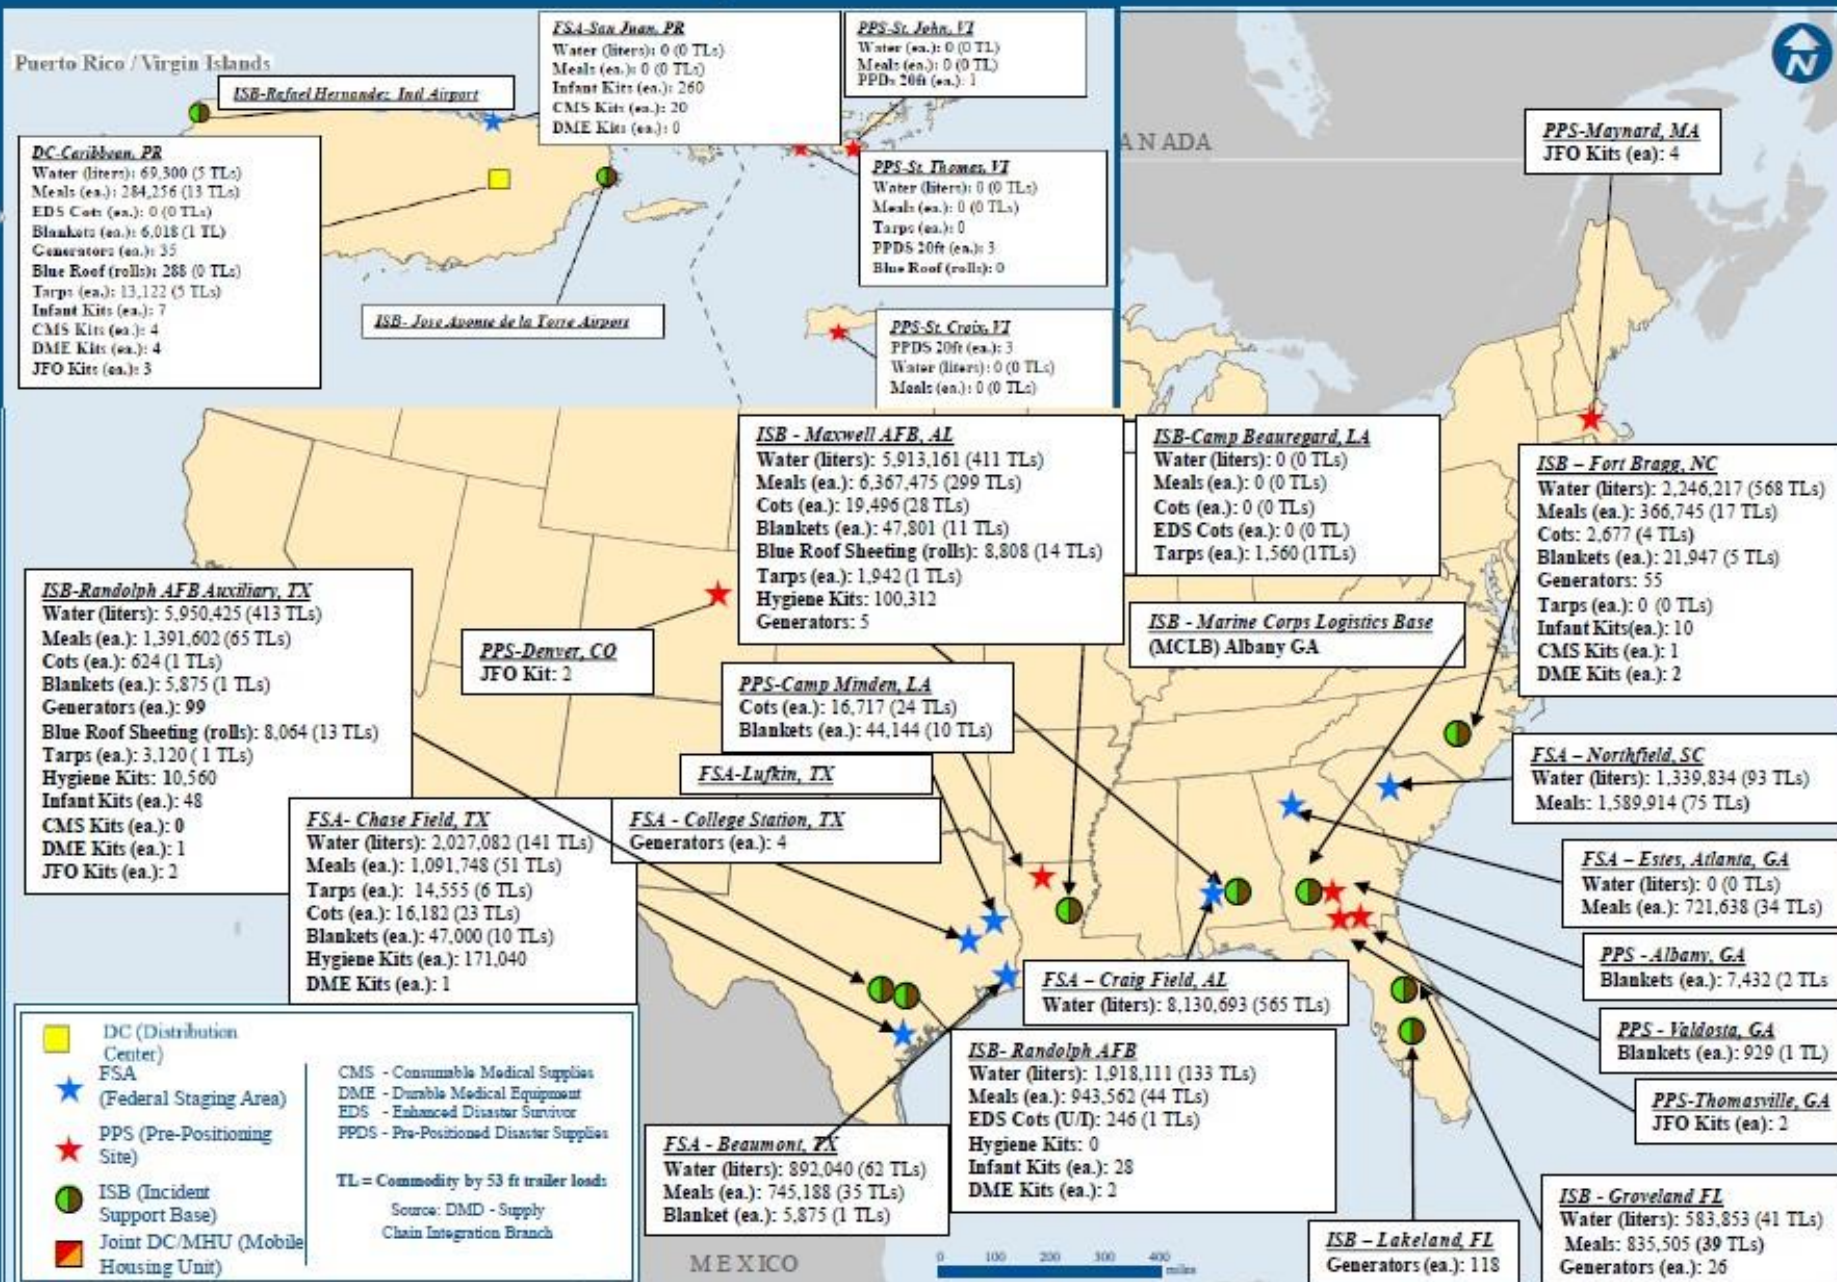 Puerto Rico / Virgin Islands
ISB-Rafael Hernandez Intl Airport
FSA-San Juan, PR
Water (liters): 0 (0 TLs)
Meals (ea.): 0 (0 TLs)
Infant Kits (ea.): 260
CMS Kits (ea.): 20
DME Kits (ea.): 0
PPS-St. John, VI
Water (ea.): 0 (0 TL)
Meals (ea.): 0 (0 TL)
PPDs 20ft (ea.): 1
N
DC-Caribbean, PR
Water (liters): 69,300 (5 TLs)
Meals (ea.): 284,256 (13 TLs)
EDS Cots (ea.): 0 (0 TLs)
Blankets (ea.): 6,018 (1 TL)
Generators (ea.): 35
Blue Roof (rolls): 288 (0 TLs)
Tarps (ea.): 13,122 (5 TLs)
Infant Kits (ea.): 7
CMS Kits (ea.): 4
DME Kits (ea.): 4
JFO Kits (ea.): 3
PPS-St. Thomas, VI
Water (liters): 0 (0 TLs)
Meals (ea.): 0 (0 TLs)
Tarps (ea.): 0
PPDS 20ft (ea.): 3
Blue Roof (rolls): 0
ISB- Jose Aponte de la Torre Airport
PPS-St. Croix, VI
PPDS 20ft (ea.): 3
Water (liters): 0 (0 TLs)
Meals (ea.): 0 (0 TLs)
ANADA
PPS-Maynard, MA
JFO Kits (ea): 4
ISB - Maxwell AFB, AL
Water (liters): 5,913,161 (411 TLs)
Meals (ea.): 6,367,475 (299 TLs)
Cots (ea.): 19,496 (28 TLs)
Blankets (ea.): 47,801 (11 TLs)
Blue Roof Sheeting (rolls): 8,808 (14 TLs)
Tarps (ea.): 1,942 (1 TLs)
Hygiene Kits: 100,312
Generators: 5
ISB-Camp Beauregard, LA
Water (liters): 0 (0 TLs)
Meals (ea.): 0 (0 TLs)
Cots (ea.): 0 (0 TLs)
EDS Cots (ea.): 0 (0 TL)
Tarps (ea.): 1,560 (1TLs)
ISB – Fort Bragg, NC
Water (liters): 2,246,217 (568 TLs)
Meals (ea.): 366,745 (17 TLs)
Cots: 2,677 (4 TLs)
Blankets (ea.): 21,947 (5 TLs)
Generators: 55
Tarps (ea.): 0 (0 TLs)
Infant Kits(ea.): 10
CMS Kits (ea.): 1
DME Kits (ea.): 2
ISB-Randolph AFB Auxiliary, TX
Water (liters): 5,950,425 (413 TLs)
Meals (ea.): 1,391,602 (65 TLs)
Cots (ea.): 624 (1 TLs)
Blankets (ea.): 5,875 (1 TLs)
Generators (ea.): 99
Blue Roof Sheeting (rolls): 8,064 (13 TLs)
Tarps (ea.): 3,120 ( 1 TLs)
Hygiene Kits: 10,560
Infant Kits (ea.): 48
CMS Kits (ea.): 0
DME Kits (ea.): 1
JFO Kits (ea.): 2
PPS-Denver, CO
JFO Kit: 2
ISB - Marine Corps Logistics Base
(MCLB) Albany GA
PPS-Camp Minden, LA
Cots (ea.): 16,717 (24 TLs)
Blankets (ea.): 44,144 (10 TLs)
FSA-Lufkin, TX
FSA – Northfield, SC
Water (liters): 1,339,834 (93 TLs)
Meals: 1,589,914 (75 TLs)
FSA- Chase Field, TX
Water (liters): 2,027,082 (141 TLs)
Meals (ea.): 1,091,748 (51 TLs)
Tarps (ea.): 14,555 (6 TLs)
Cots (ea.): 16,182 (23 TLs)
Blankets (ea.): 47,000 (10 TLs)
Hygiene Kits (ea.): 171,040
DME Kits (ea.): 1
FSA - College Station, TX
Generators (ea.): 4
FSA – Estes, Atlanta, GA
Water (liters): 0 (0 TLs)
Meals (ea.): 721,638 (34 TLs)
PPS - Albany, GA
Blankets (ea.): 7,432 (2 TLs
FSA – Craig Field, AL
Water (liters): 8,130,693 (565 TLs)
PPS - Valdosta, GA
Blankets (ea.): 929 (1 TL)
PPS-Thomasville, GA
JFO Kits (ea): 2
ISB- Randolph AFB
Water (liters): 1,918,111 (133 TLs)
Meals (ea.): 943,562 (44 TLs)
EDS Cots (U/I): 246 (1 TLs)
Hygiene Kits: 0
Infant Kits (ea.): 28
DME Kits (ea.): 2
FSA - Beaumont, TX
Water (liters): 892,040 (62 TLs)
Meals (ea.): 745,188 (35 TLs)
Blanket (ea.): 5,875 (1 TLs)
ISB – Lakeland, FL
Generators (ea.): 118
ISB - Groveland FL
Water (liters): 583,853 (41 TLs)
Meals: 835,505 (39 TLs)
Generators (ea.): 26
DC (Distribution
Center)
FSA
(Federal Staging Area)
PPS (Pre-Positioning
Site)
ISB (Incident
Support Base)
Joint DC/MHU (Mobile
Housing Unit)
CMS - Consumable Medical Supplies
DME - Durable Medical Equipment
EDS - Enhanced Disaster Survivor
PPDS - Pre-Positioned Disaster Supplies
TL = Commodity by 53 ft trailer loads
Source: DMD - Supply
Chain Integration Branch
MEXICO
0 100 200 300 400
miles